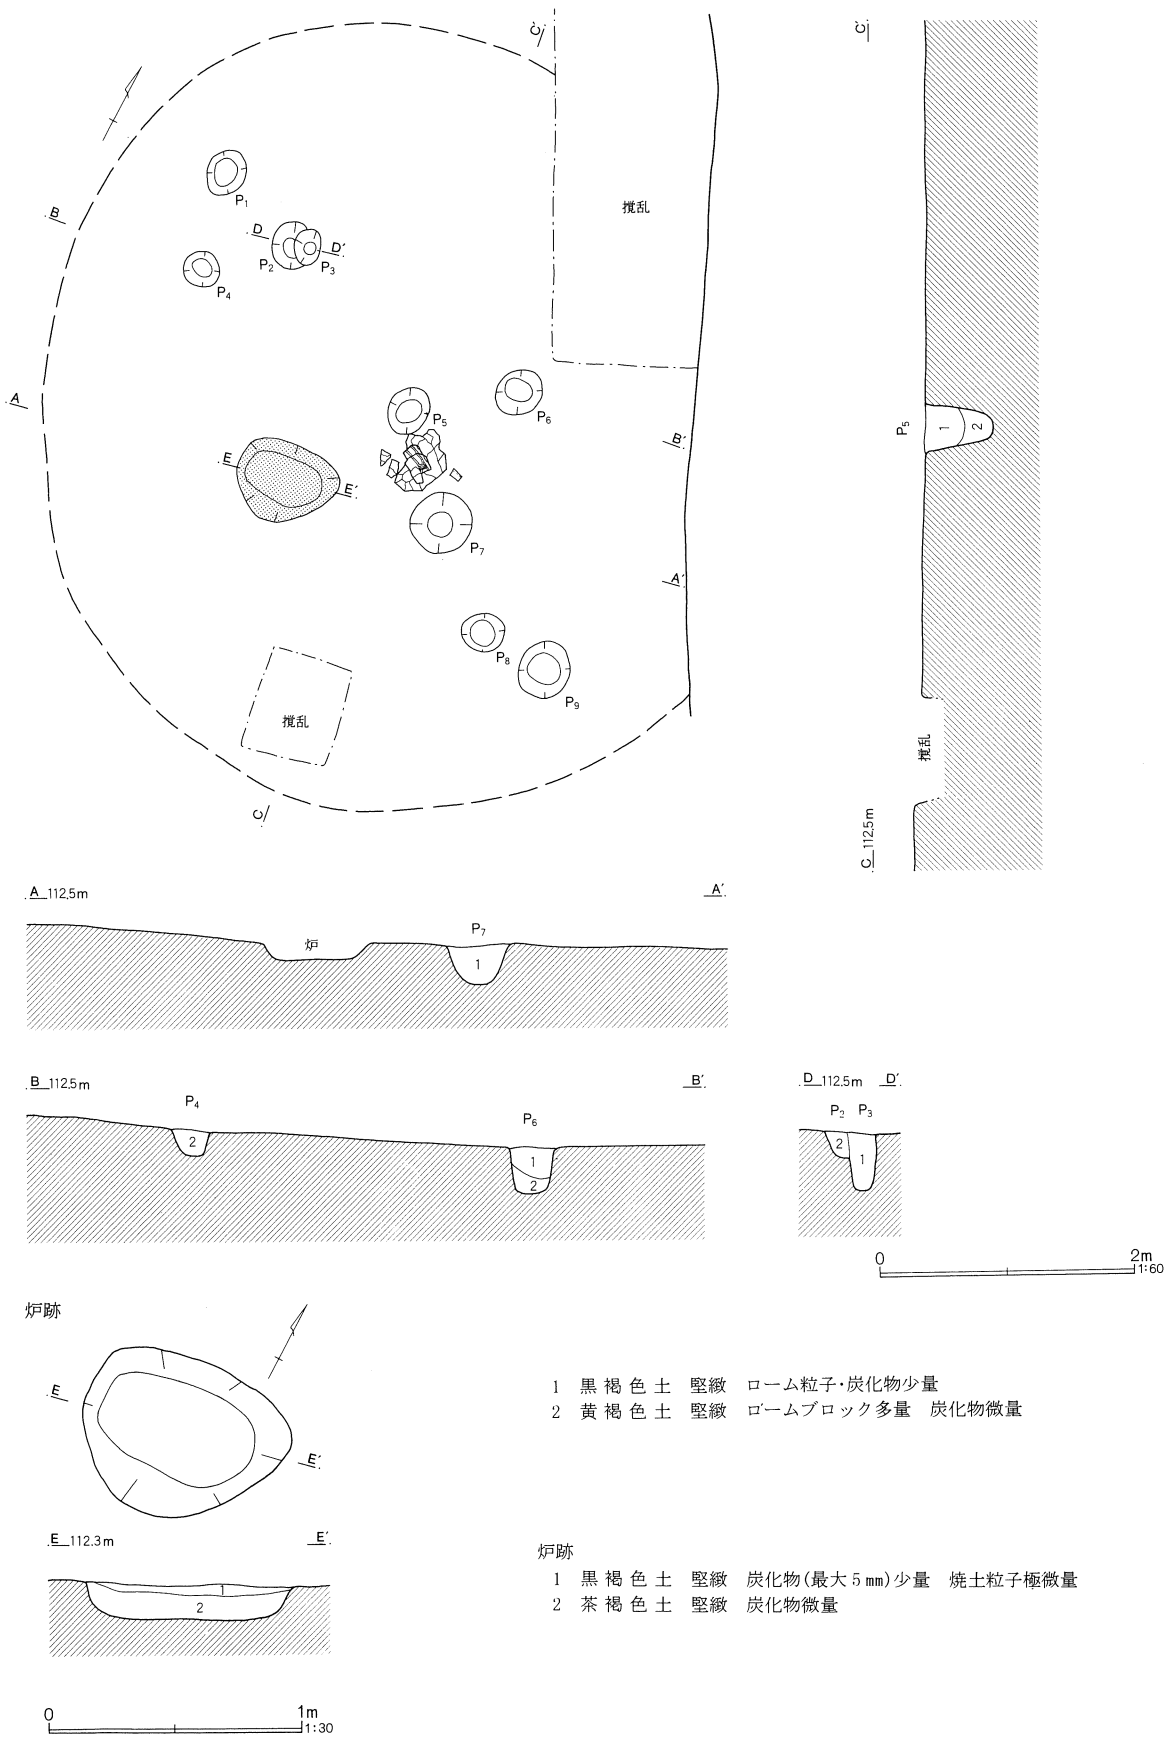 C′
C′
B
P1
D
D′
P2
P3
P4
撹乱
A
P5
P6
B′
E
E′
P7
A′
P8
P9
撹乱
C
P5
1
2
撹乱
C 112.5m
A 112.5m
A′
炉
P7
1
B 112.5m
B′
P4
2
P6
1
2
D 112.5m D′
P2 P3
2
1
0 2m
1:60
炉跡
E
E′
1 黒褐色土 堅緻 ローム粒子・炭化物少量
2 黄褐色土 堅緻 ロームブロック多量 炭化物微量
E 112.3m
E′
1
2
炉跡
1 黒褐色土 堅緻 炭化物(最大5㎜)少量 焼土粒子極微量
2 茶褐色土 堅緻 炭化物微量
0 1m
1:30